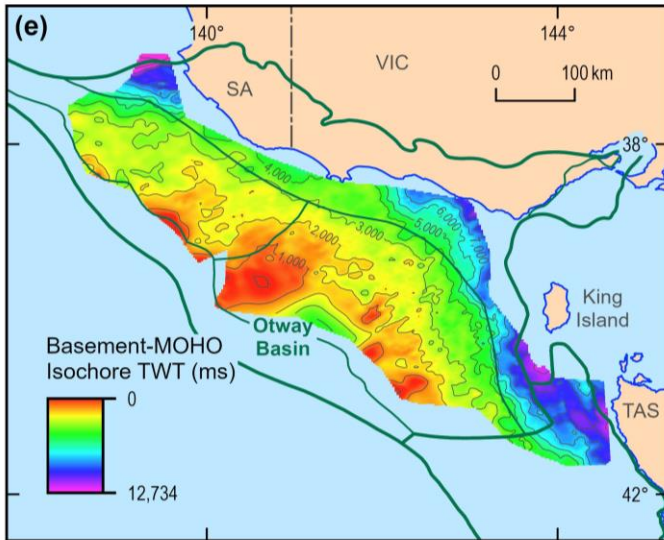 (e)
140°
144°
VIC
SA
0
100 km
38°
4,000
6,000
5,000
3,000
2,000
1,000
King
Island
Otway
Basin
Basement-MOHO
Isochore TWT (ms)
0
12,734
TAS
42°